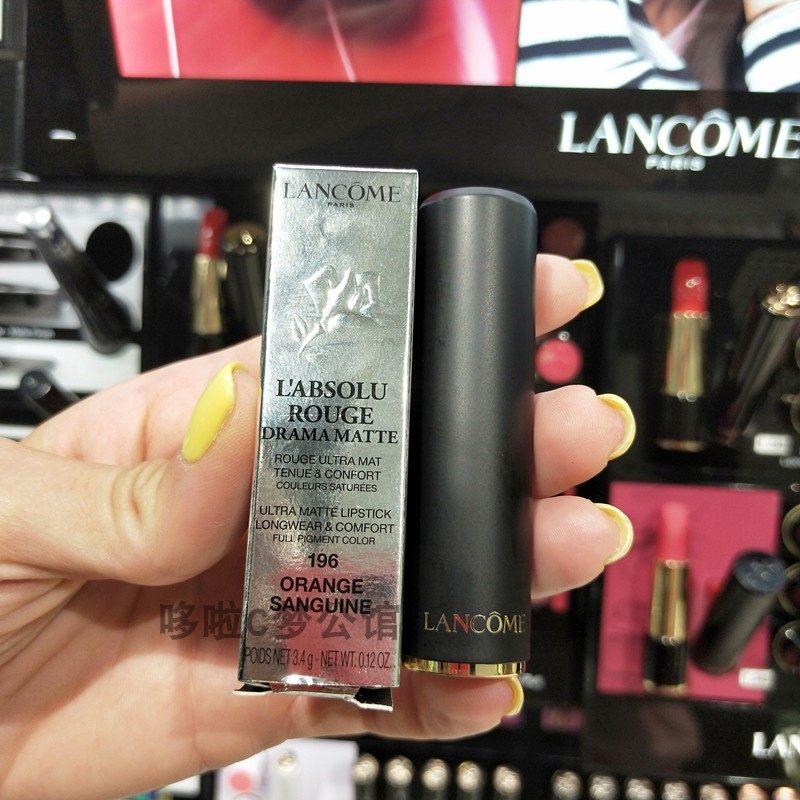 LANCÔME
PARIS
LANCÔME
PARIS
L'ABSOLU
ROUGE
DRAMA MATTE
ROUGE ULTRA MAT
TENUE & CONFORT
COULEURS SATURÉES
ULTRA MATTE LIPSTICK
LONGWEAR & COMFORT
FULL PIGMENT COLOR
196
ORANGE
SANGUINE
哆啦C梦公馆
LANCÔME
POIDS NET 3.4 g - NET WT. 0.12 OZ.
LAN